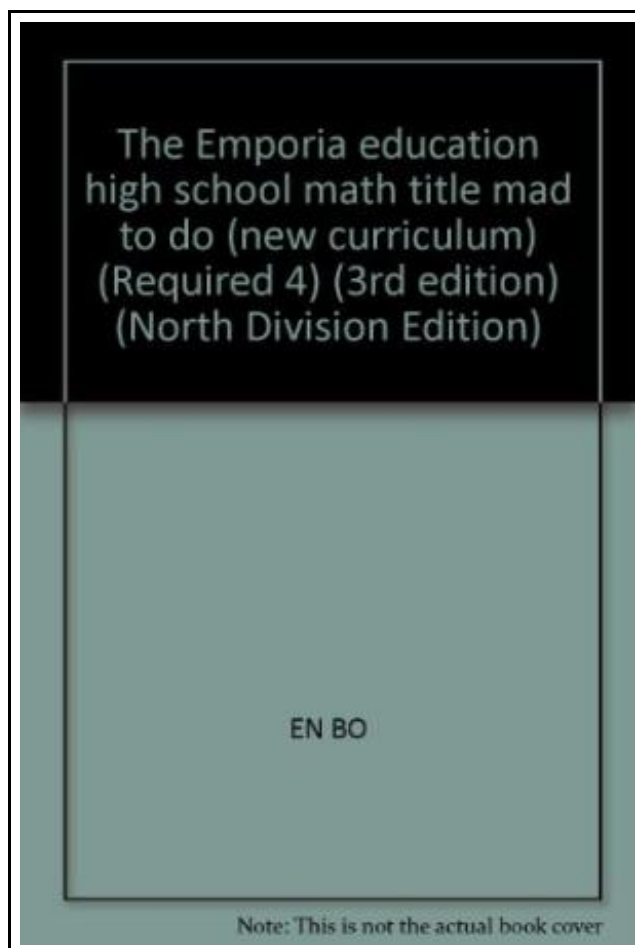 The Emporia education
high school math title mad
to do (new curriculum)
(Required 4) (3rd edition)
(North Division Edition)
EN BO
Note: This is not the actual book cover